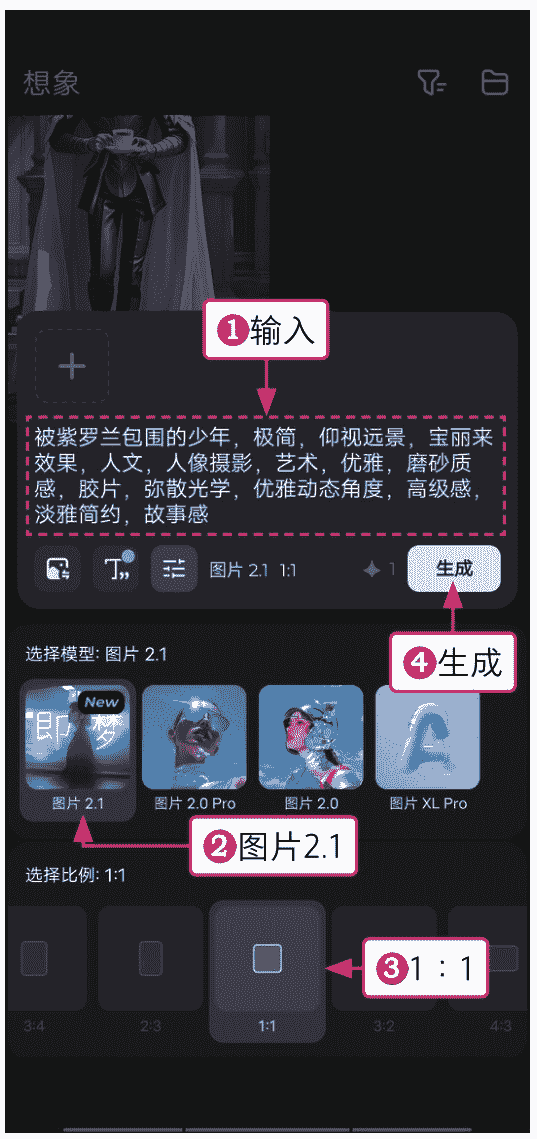 想象
❶输入
被紫罗兰包围的少年，极简，仰视远景，宝丽来
效果，人文，人像摄影，艺术，优雅，磨砂质
感，胶片，弥散光学，优雅动态角度，高级感，
淡雅简约，故事感
图片 2.1 1:1
1
生成
❹生成
选择模型: 图片 2.1
New
即梦
图片 2.1
图片 2.0 Pro
图片 2.0
图片 XL Pro
❷图片2.1
选择比例: 1:1
❸1：1
3:4
2:3
1:1
3:2
4:3